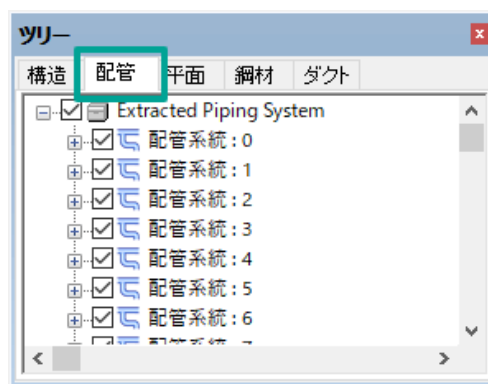 ツリー
構造 配管 平面 鋼材 ダクト
Extracted Piping System
配管系統 : 0
配管系統 : 1
配管系統 : 2
配管系統 : 3
配管系統 : 4
配管系統 : 5
配管系統 : 6